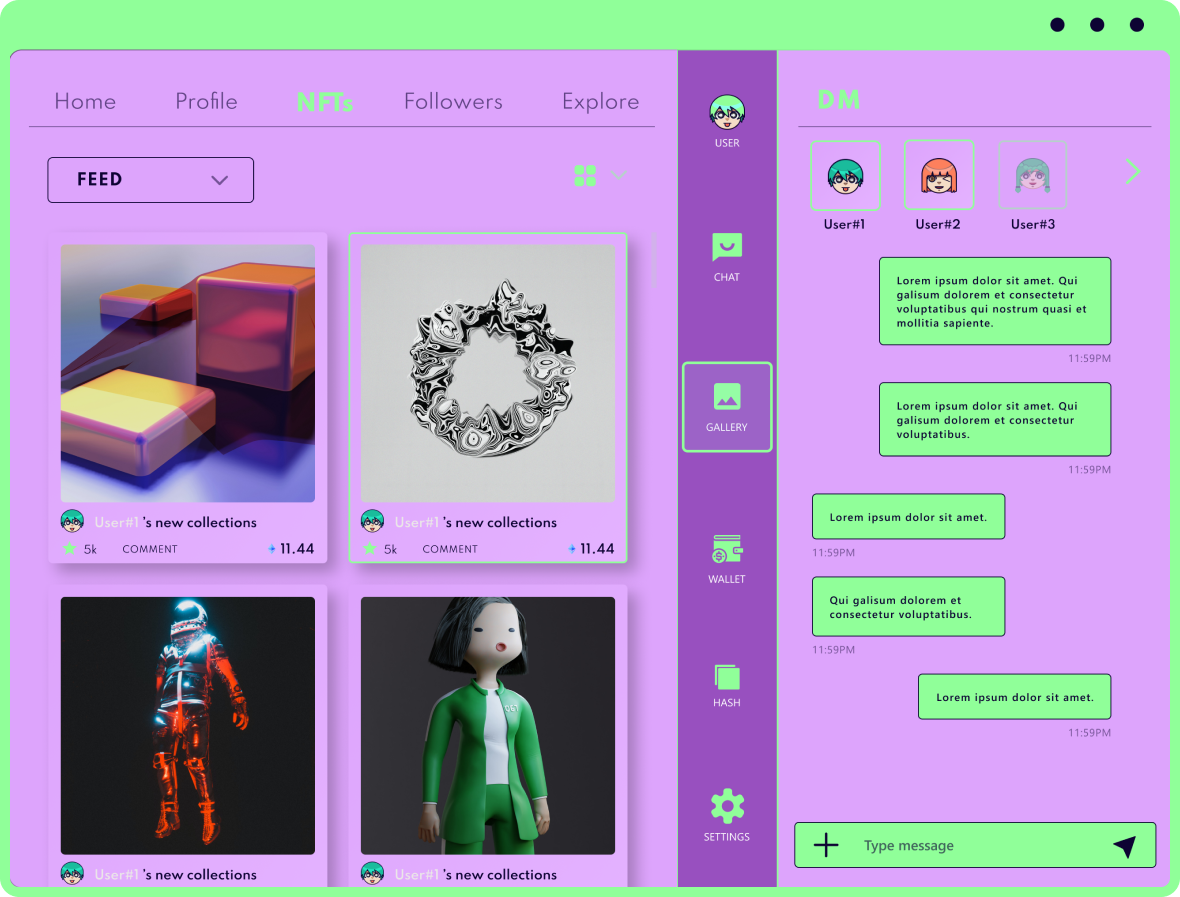 Home
Profile
NFTs
Followers
Explore
FEED
User#1 's new collections
5k COMMENT 11.44
User#1 's new collections
5k COMMENT 11.44
GET
User#1 's new collections
User#1 's new collections
USER
CHAT
GALLERY
WALLET
HASH
SETTINGS
DM
User#1
User#2
User#3
Lorem ipsum dolor sit amet. Qui
galisum dolorem et consectetur
voluptatibus qui nostrum quasi et
mollitia sapiente.
11:59PM
Lorem ipsum dolor sit amet. Qui
galisum dolorem et consectetur
voluptatibus.
11:59PM
Lorem ipsum dolor sit amet.
11:59PM
Qui galisum dolorem et
consectetur voluptatibus.
11:59PM
Lorem ipsum dolor sit amet.
11:59PM
Type message